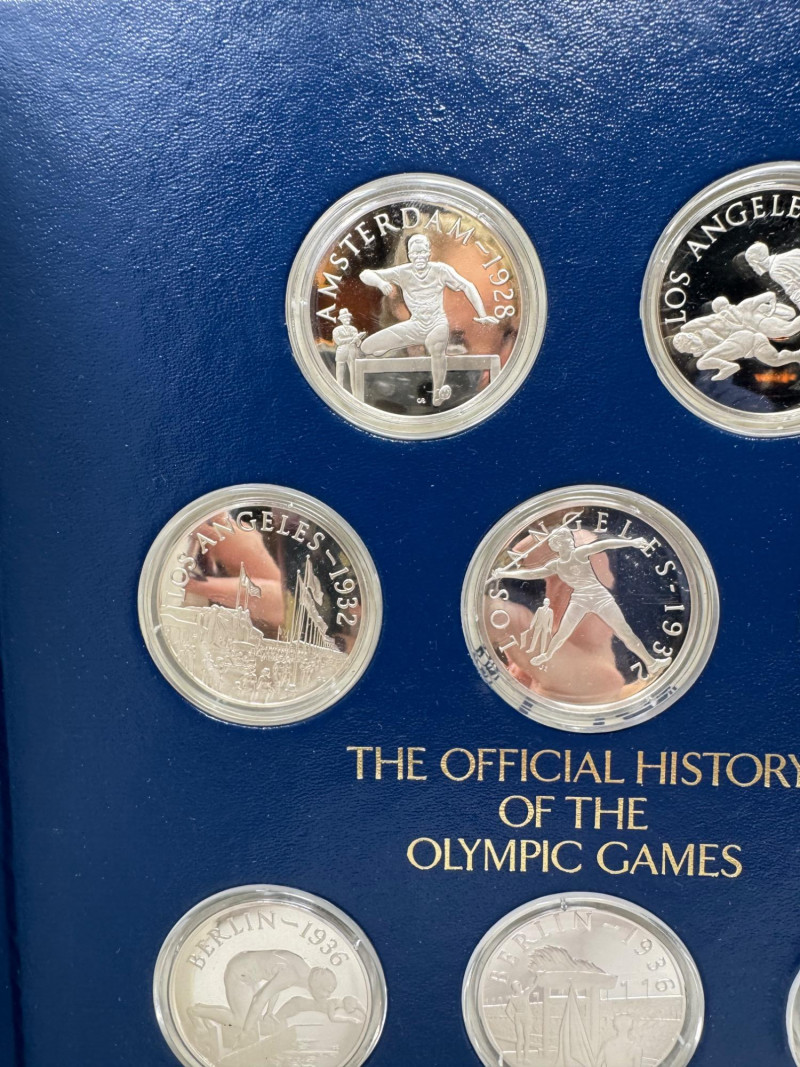 AMSTERDAM–1928
LOS ANGELES
LOS ANGELES–1932
LOS ANGELES–1932
THE OFFICIAL HISTORY
OF THE
OLYMPIC GAMES
BERLIN–1936
BERLIN–1936